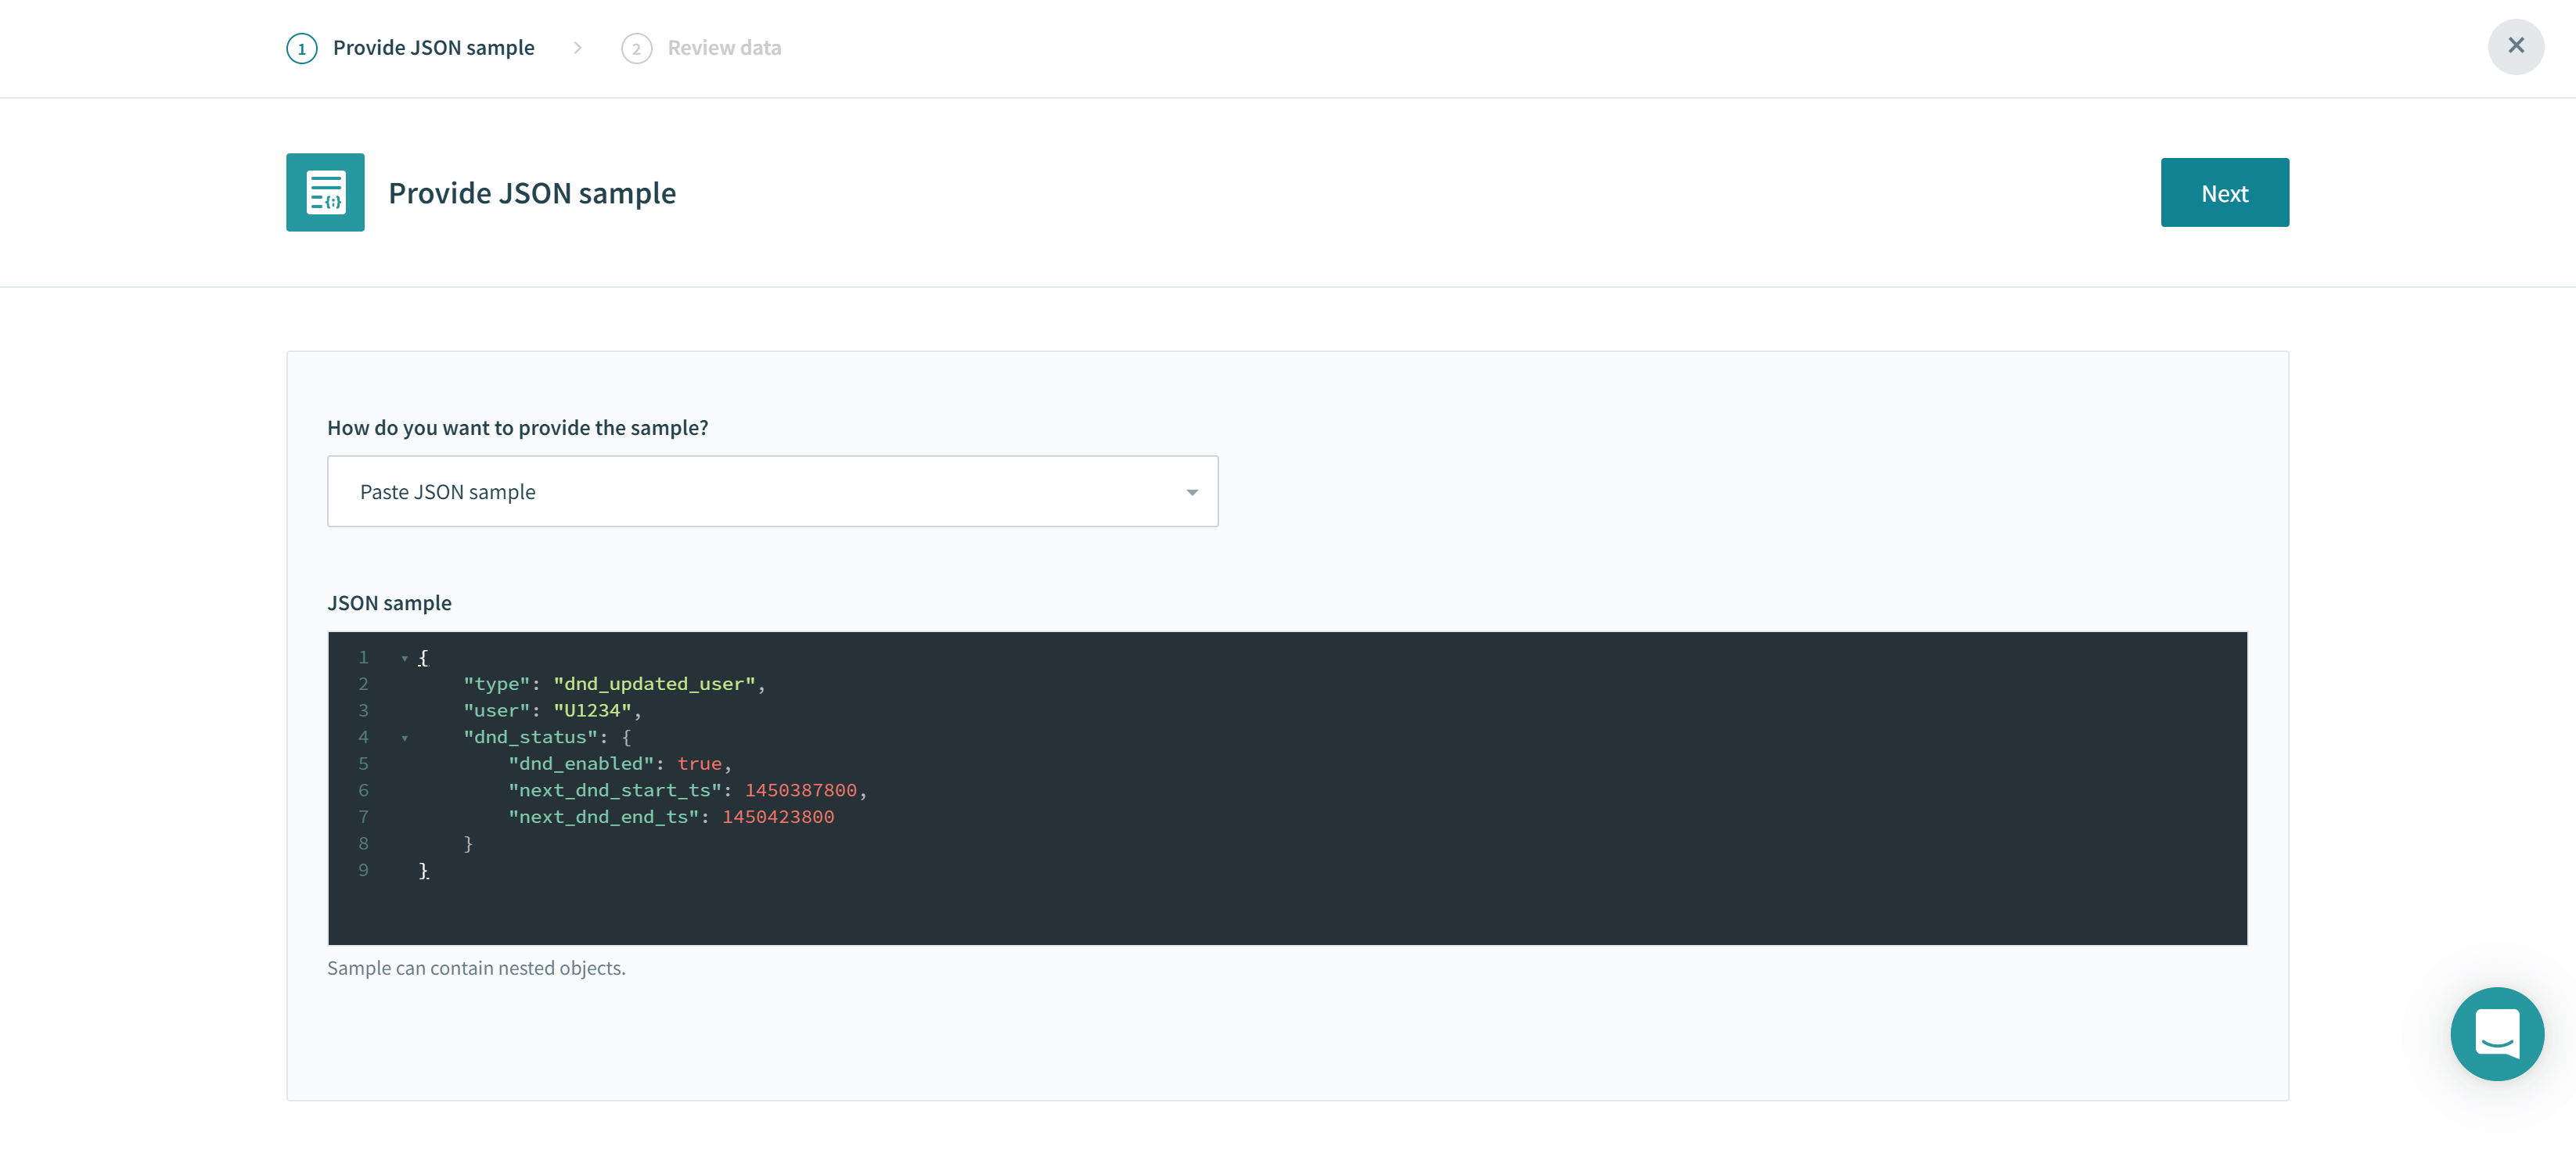 1 Provide JSON sample > 2 Review data
Provide JSON sample
Next
How do you want to provide the sample?
Paste JSON sample
JSON sample
1 {
2     "type": "dnd_updated_user",
3     "user": "U1234",
4     "dnd_status": {
5         "dnd_enabled": true,
6         "next_dnd_start_ts": 1450387800,
7         "next_dnd_end_ts": 1450423800
8     }
9 }
Sample can contain nested objects.